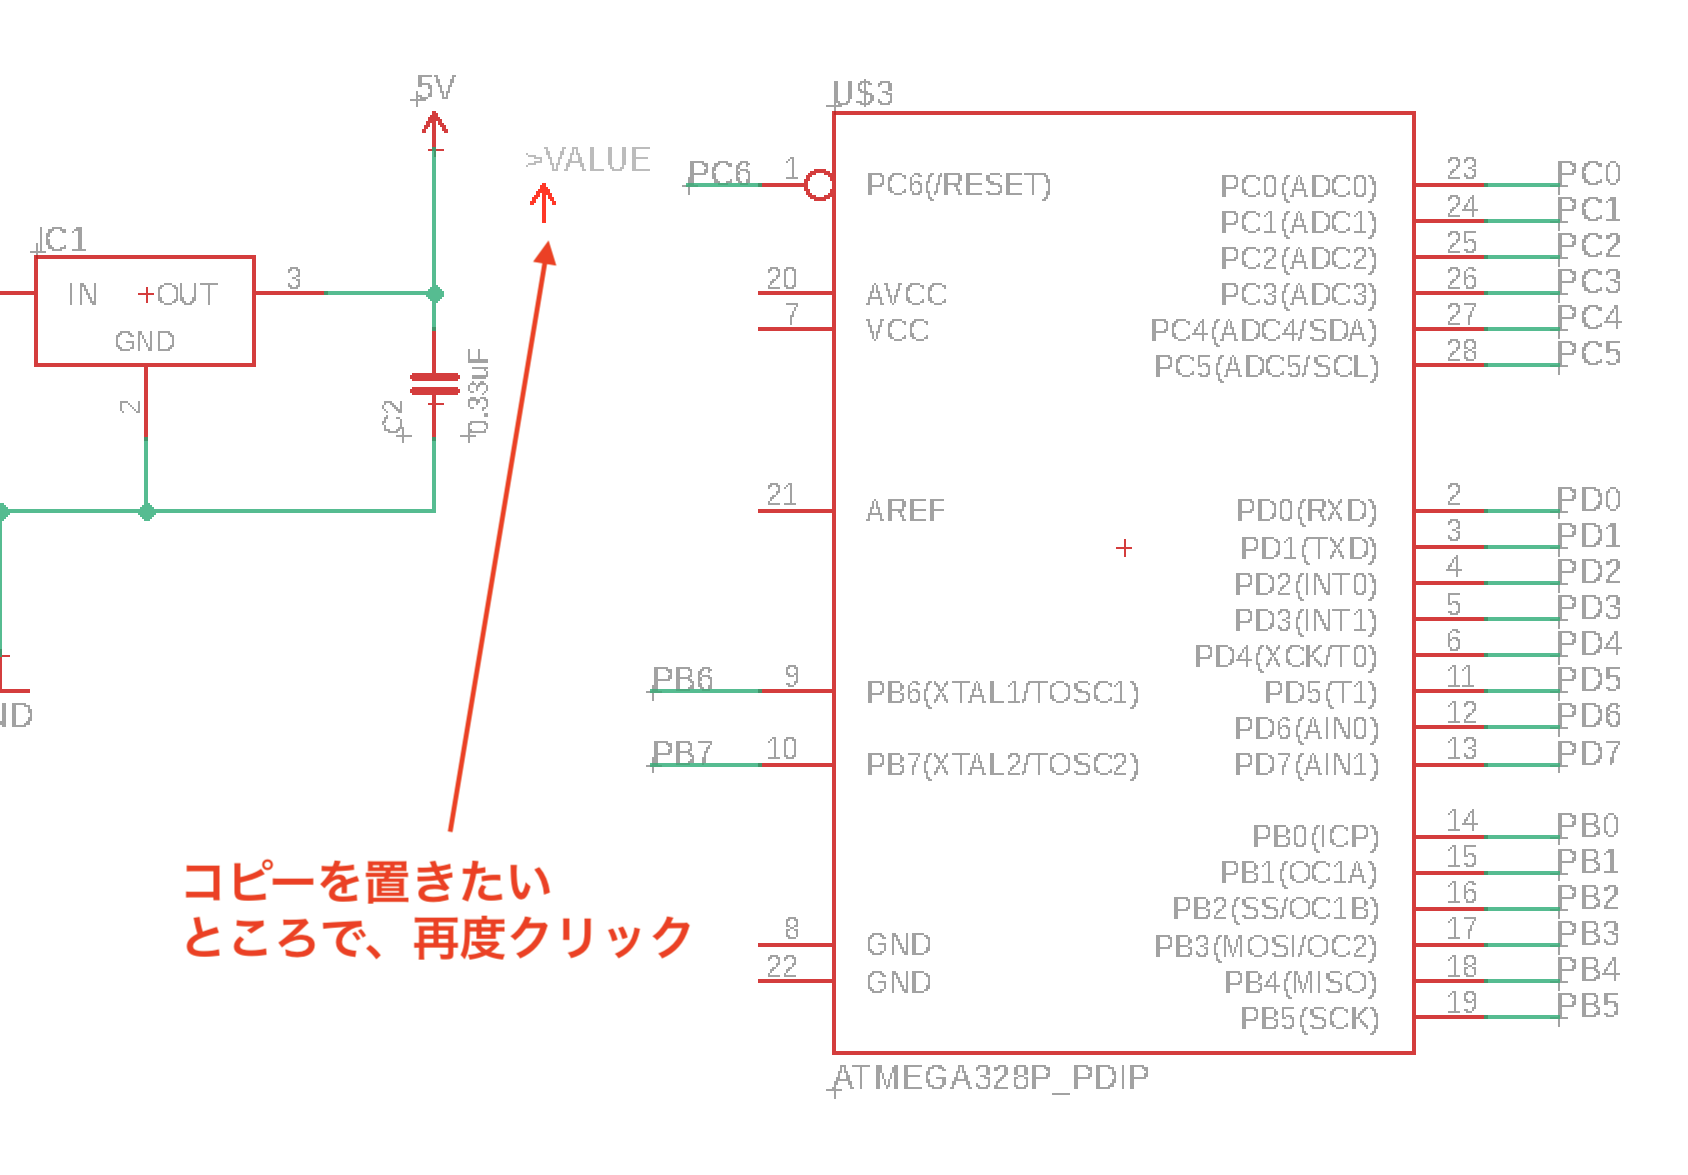 5V
>VALUE
IC1
IN
OUT
GND
3
2
C2
0.33uF
コピーを置きたい
ところで、再度クリック
U$3
PC6
1
PC6(/RESET)
20
AVCC
7
VCC
21
AREF
PB6
9
PB6(XTAL1/TOSC1)
PB7
10
PB7(XTAL2/TOSC2)
8
GND
22
GND
PC0(ADC0) 23 PC0
PC1(ADC1) 24 PC1
PC2(ADC2) 25 PC2
PC3(ADC3) 26 PC3
PC4(ADC4/SDA) 27 PC4
PC5(ADC5/SCL) 28 PC5
PD0(RXD) 2 PD0
PD1(TXD) 3 PD1
PD2(INT0) 4 PD2
PD3(INT1) 5 PD3
PD4(XCK/T0) 6 PD4
PD5(T1) 11 PD5
PD6(AIN0) 12 PD6
PD7(AIN1) 13 PD7
PB0(ICP) 14 PB0
PB1(OC1A) 15 PB1
PB2(SS/OC1B) 16 PB2
PB3(MOSI/OC2) 17 PB3
PB4(MISO) 18 PB4
PB5(SCK) 19 PB5
ATMEGA328P_PDIP